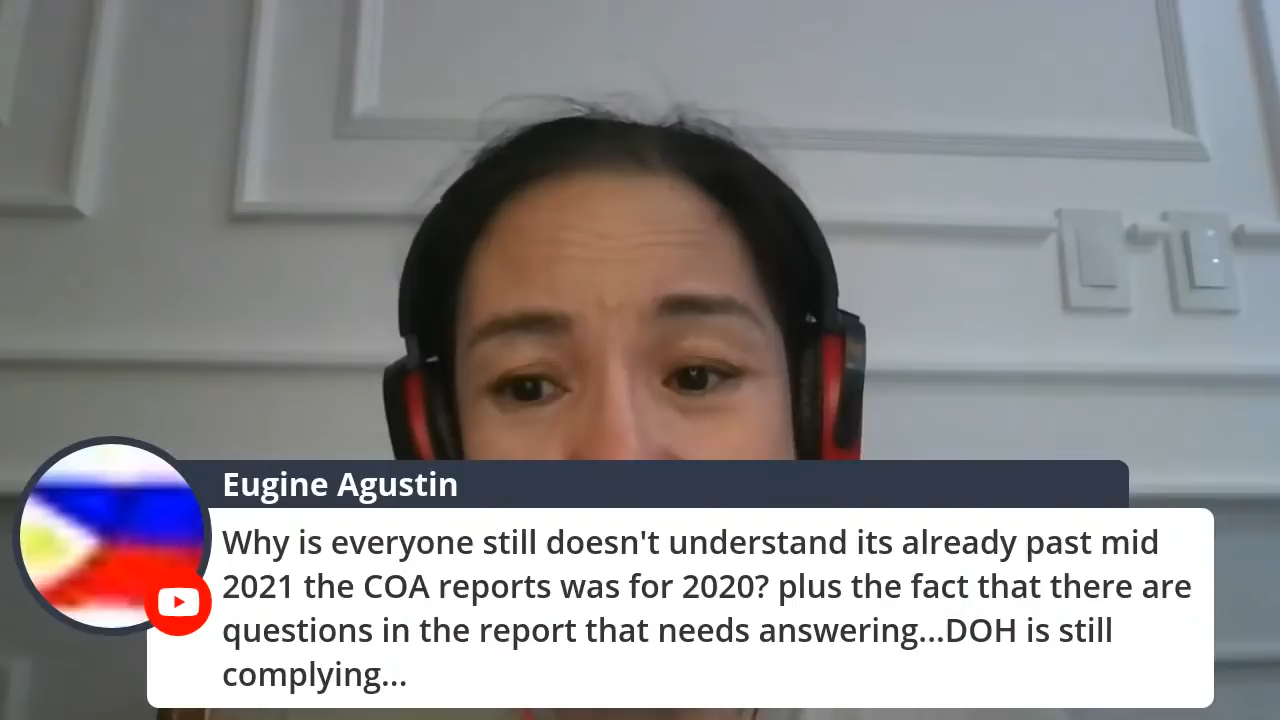 Eugine Agustin
Why is everyone still doesn't understand its already past mid
2021 the COA reports was for 2020? plus the fact that there are
questions in the report that needs answering...DOH is still
complying...